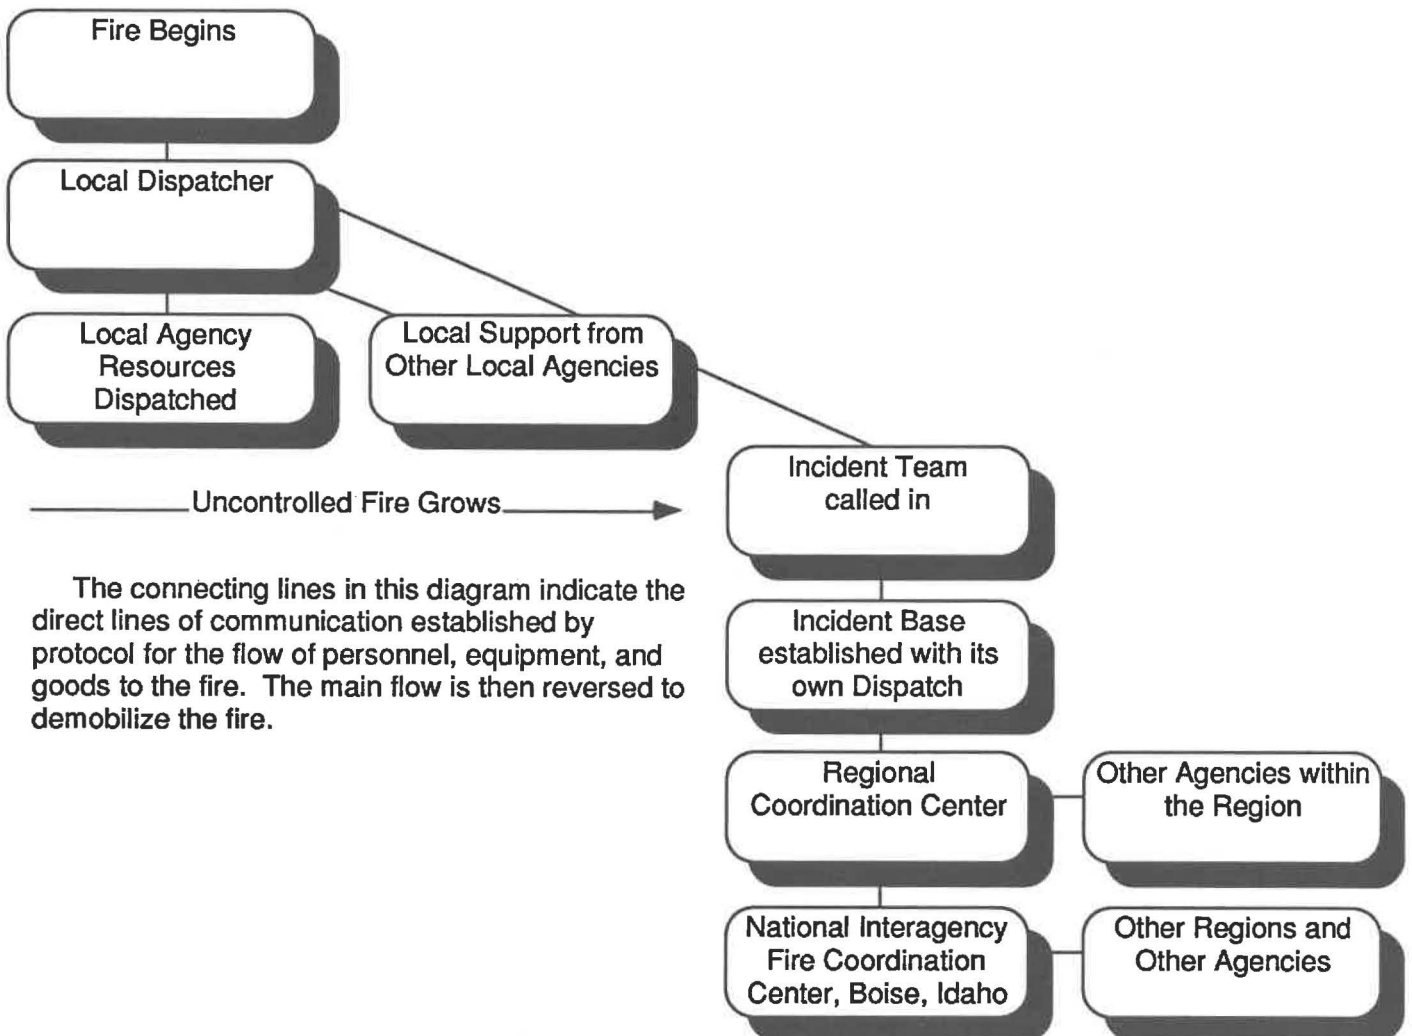 Fire Begins
Local Dispatcher
Local Agency
Resources
Dispatched
Local Support from
Other Local Agencies
Uncontrolled Fire Grows
Incident Team
called in
The connecting lines in this diagram indicate the
direct lines of communication established by
protocol for the flow of personnel, equipment, and
goods to the fire. The main flow is then reversed to
demobilize the fire.
Incident Base
established with its
own Dispatch
Regional
Coordination Center
Other Agencies within
the Region
National Interagency
Fire Coordination
Center, Boise, Idaho
Other Regions and
Other Agencies